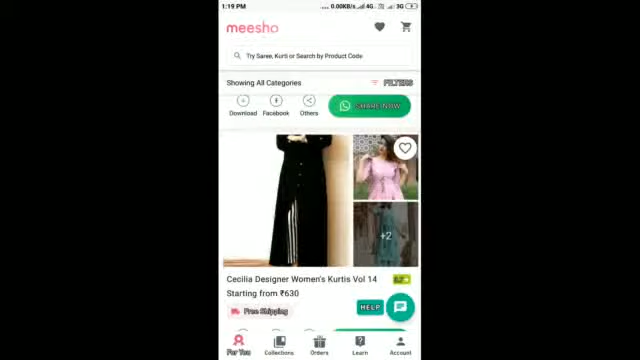 1:19 PM ... 0.00KB/s 4G 3G
meesho
Try Saree, Kurti or Search by Product Code
Showing All Categories FILTERS
Download Facebook Others SHARE NOW
+2
Cecilia Designer Women's Kurtis Vol 14
Starting from ₹630
Free Shipping HELP
For You Collections Orders Learn Account